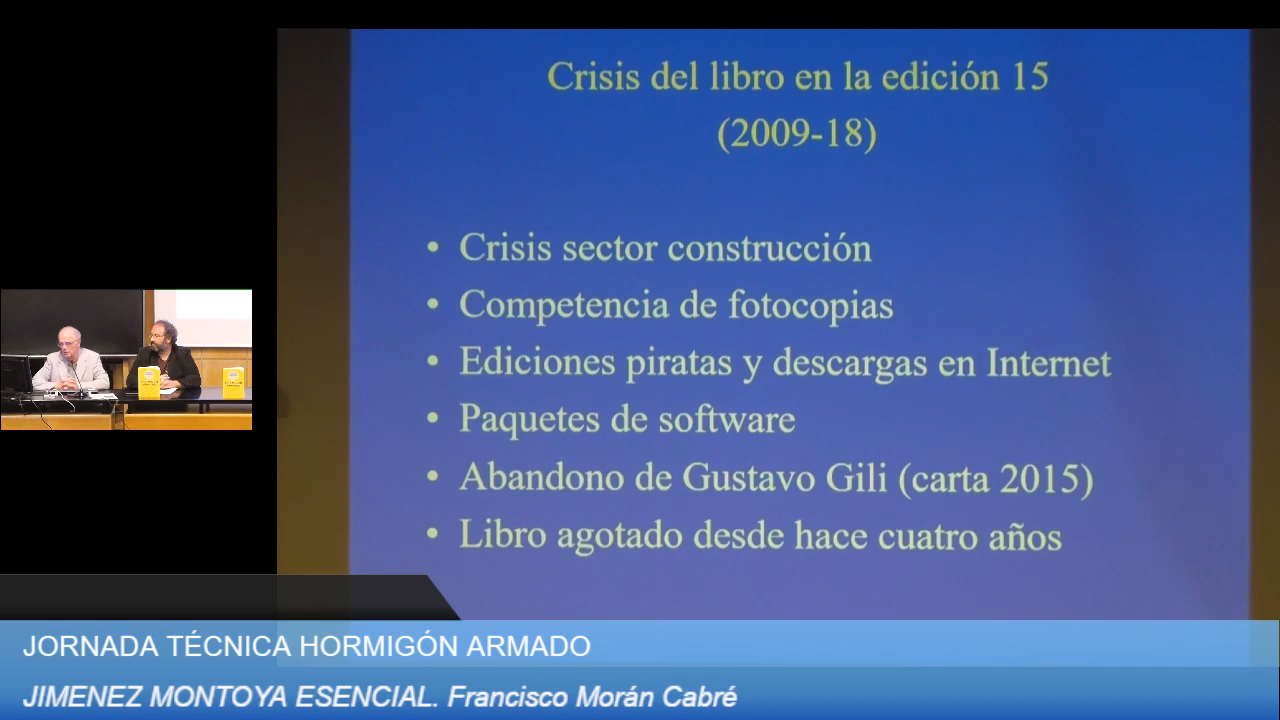 Crisis del libro en la edición 15
(2009-18)
• Crisis sector construcción
• Competencia de fotocopias
• Ediciones piratas y descargas en Internet
• Paquetes de software
• Abandono de Gustavo Gili (carta 2015)
• Libro agotado desde hace cuatro años
JORNADA TÉCNICA HORMIGÓN ARMADO
JIMENEZ MONTOYA ESENCIAL. Francisco Morán Cabré